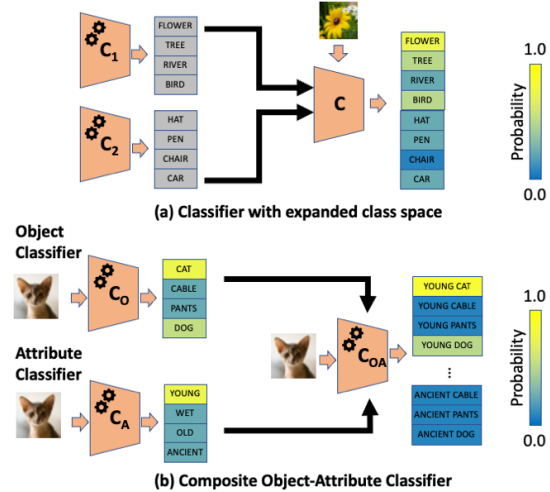 C1
FLOWER
TREE
RIVER
BIRD
C2
HAT
PEN
CHAIR
CAR
C
FLOWER
TREE
RIVER
BIRD
HAT
PEN
CHAIR
CAR
1.0
Probability
0.0
(a) Classifier with expanded class space
Object
Classifier
CO
CAT
CABLE
PANTS
DOG
Attribute
Classifier
CA
YOUNG
WET
OLD
ANCIENT
COA
YOUNG CAT
YOUNG CABLE
YOUNG PANTS
YOUNG DOG
...
ANCIENT CABLE
ANCIENT PANTS
ANCIENT DOG
1.0
Probability
0.0
(b) Composite Object-Attribute Classifier